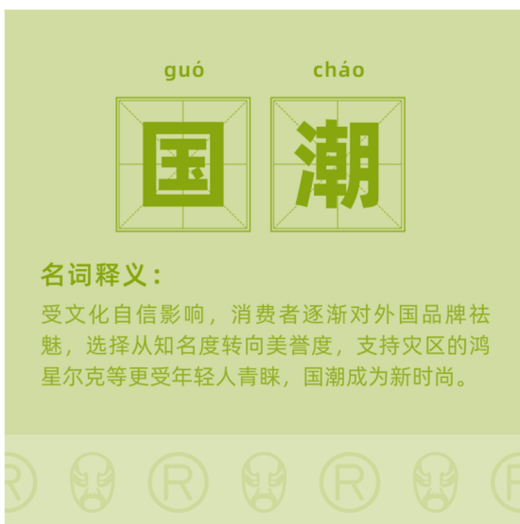 guó cháo
国 潮
名词释义：
受文化自信影响，消费者逐渐对外国品牌祛
魅，选择从知名度转向美誉度，支持灾区的鸿
星尔克等更受年轻人青睐，国潮成为新时尚。
R R R